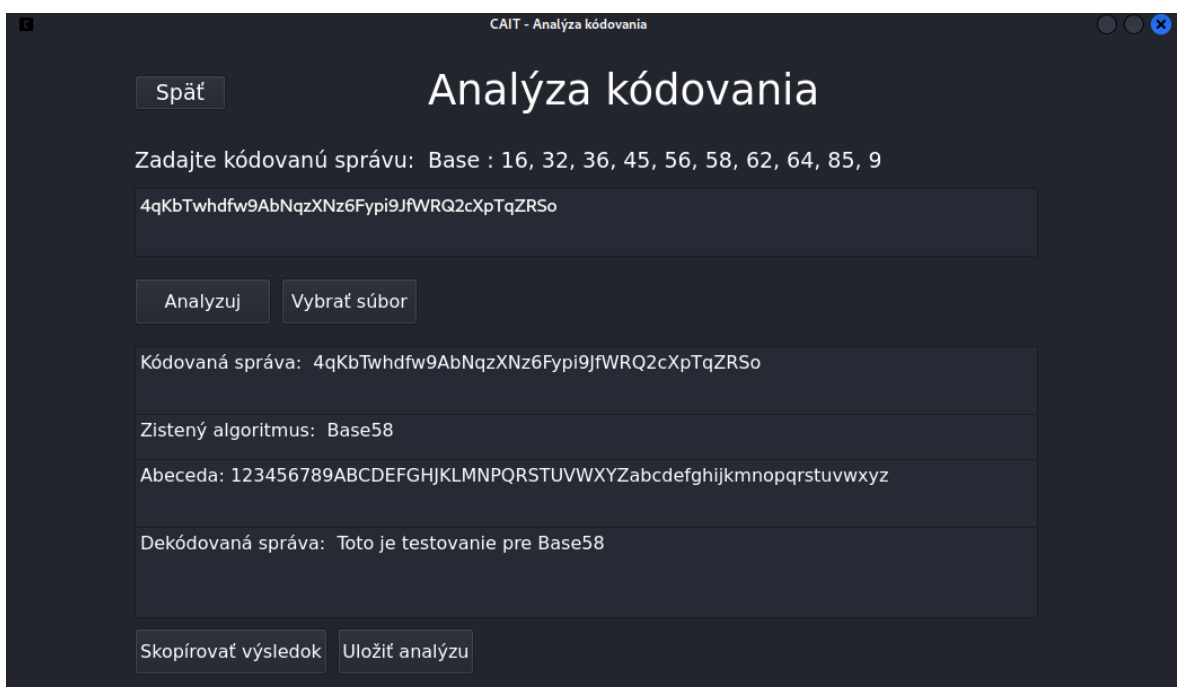 CAIT - Analýza kódovania
Späť
Analýza kódovania
Zadajte kódovanú správu: Base : 16, 32, 36, 45, 56, 58, 62, 64, 85, 9
4qKbTwhdfw9AbNqzXNz6Fypi9JfWRQ2cXpTqZRSo
Analyzuj Vybrať súbor
Kódovaná správa: 4qKbTwhdfw9AbNqzXNz6Fypi9JfWRQ2cXpTqZRSo
Zistený algoritmus: Base58
Abeceda: 123456789ABCDEFGHJKLMNPQRSTUVWXYZabcdefghijkmnopqrstuvwxyz
Dekódovaná správa: Toto je testovanie pre Base58
Skopírovať výsledok Uložiť analýzu